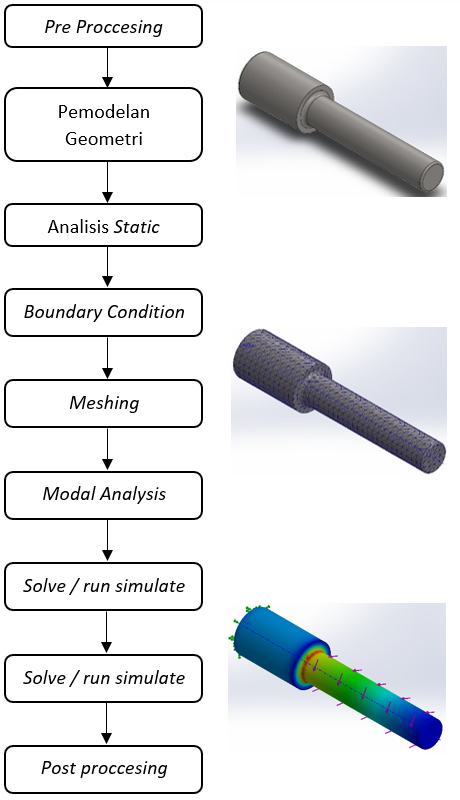 Pre Proccesing
Pemodelan
Geometri
Analisis Static
Boundary Condition
Meshing
Modal Analysis
Solve / run simulate
Solve / run simulate
Post proccesing